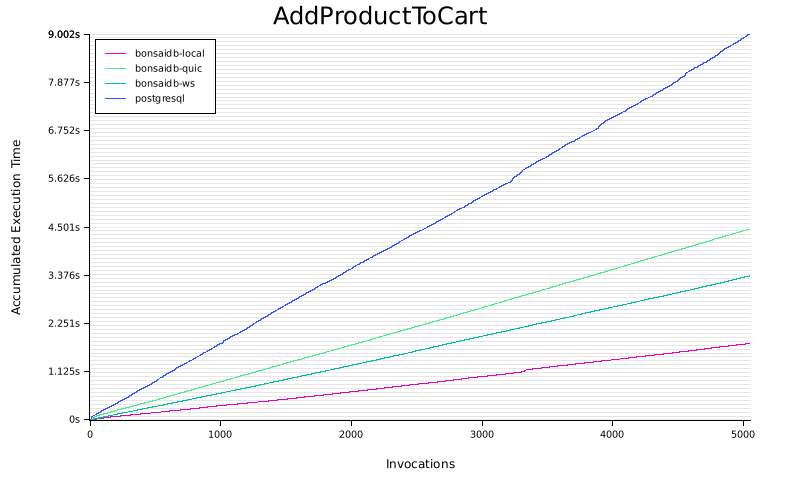 AddProductToCart
9.002s
7.877s
6.752s
5.626s
4.501s
3.376s
2.251s
1.125s
0s
Accumulated Execution Time
bonsaidb-local
bonsaidb-quic
bonsaidb-ws
postgresql
0 1000 2000 3000 4000 5000
Invocations